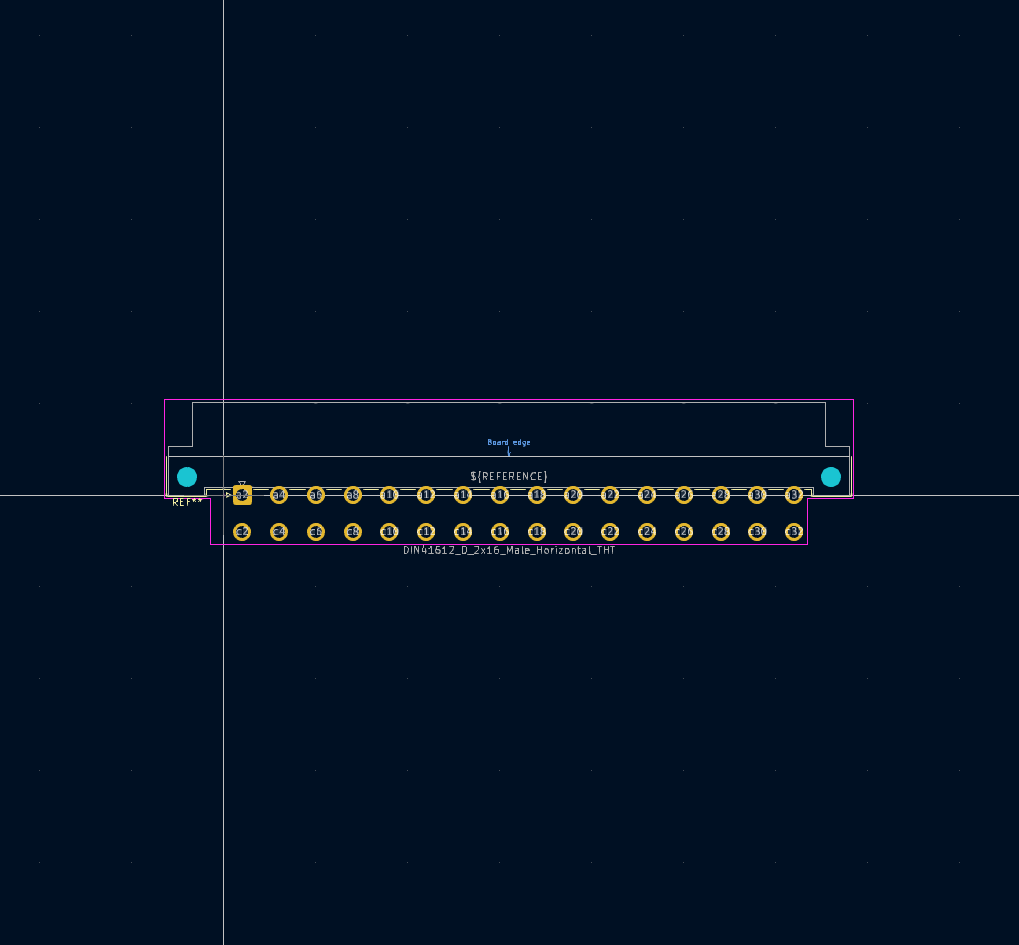 Board edge
${REFERENCE}
REF**
a2 a4 a6 a8 a10 a12 a14 a16 a18 a20 a22 a24 a26 a28 a30 a32
c2 c4 c6 c8 c10 c12 c14 c16 c18 c20 c22 c24 c26 c28 c30 c32
DIN41612_D_2x16_Male_Horizontal_THT